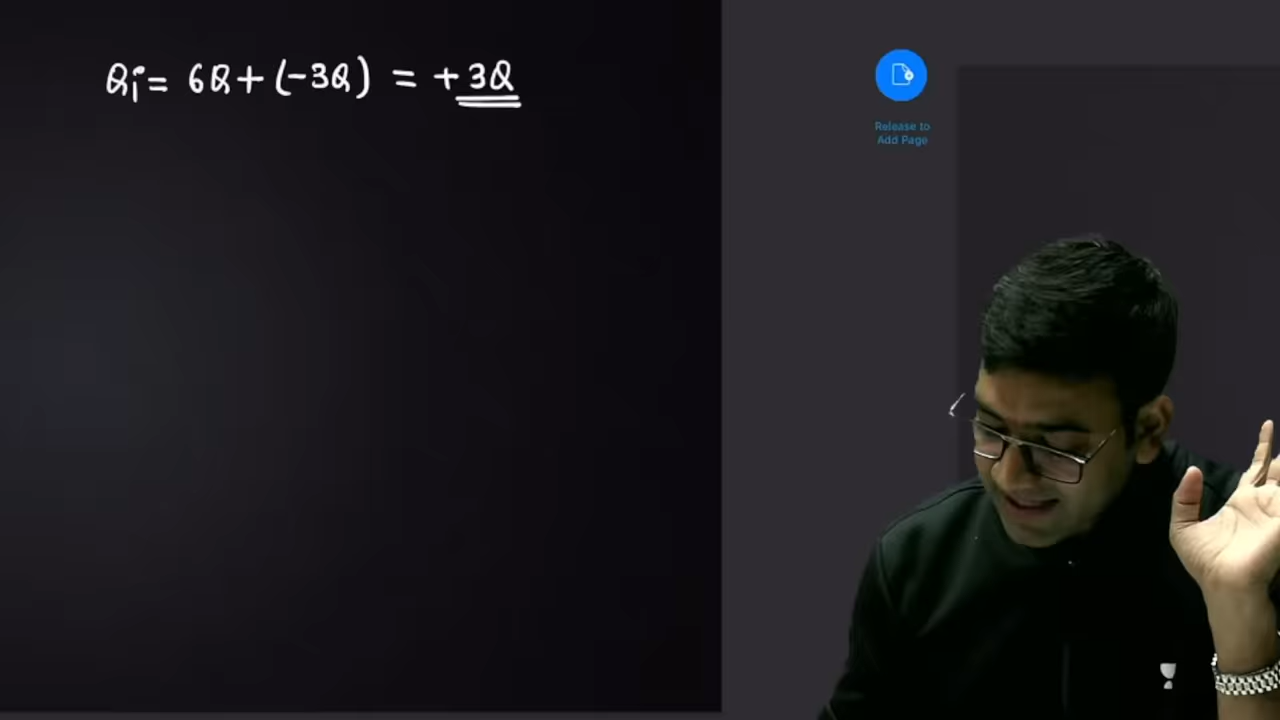 Qi = 6Q + (-3Q) = +3Q
Release to
Add Page